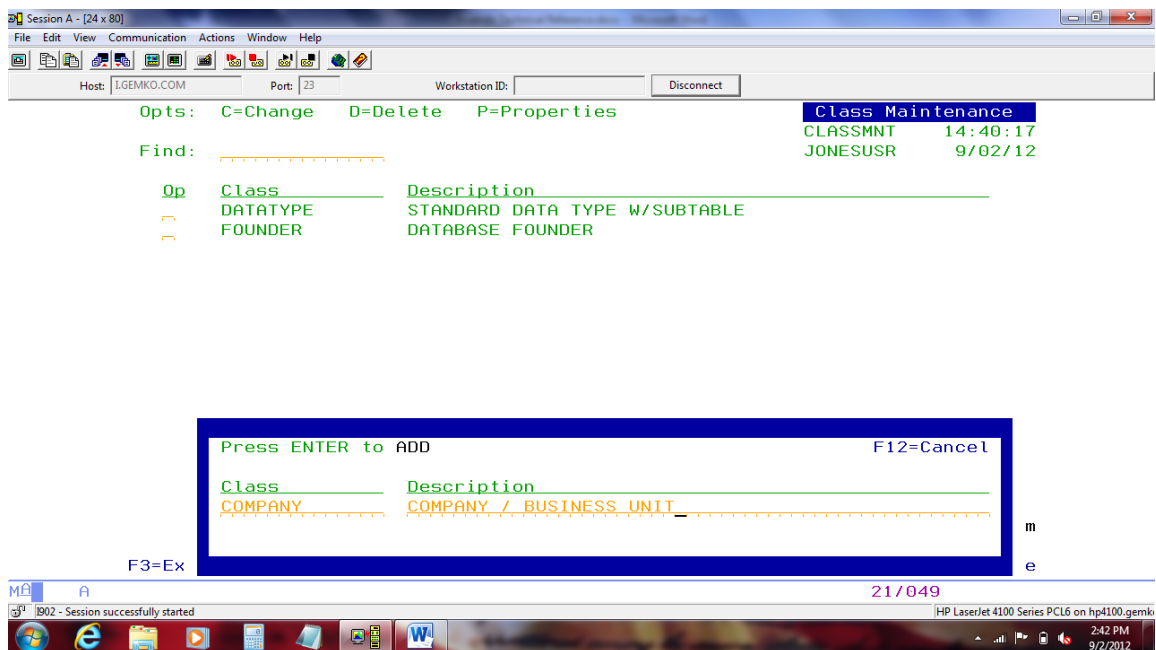 Session A - [24 x 80]
File Edit View Communication Actions Window Help
Host: I.GEMKO.COM Port: 23 Workstation ID: Disconnect
Opts: C=Change D=Delete P=Properties Class Maintenance
CLASSMNT 14:40:17
Find: JONESUSR 9/02/12
Op Class Description
DATATYPE STANDARD DATA TYPE W/SUBTABLE
FOUNDER DATABASE FOUNDER
Press ENTER to ADD F12=Cancel
Class Description
COMPANY COMPANY / BUSINESS UNIT
m
F3=Ex e
MA A 21/049
I902 - Session successfully started HP LaserJet 4100 Series PCL6 on hp4100.gemk
2:42 PM
9/2/2012